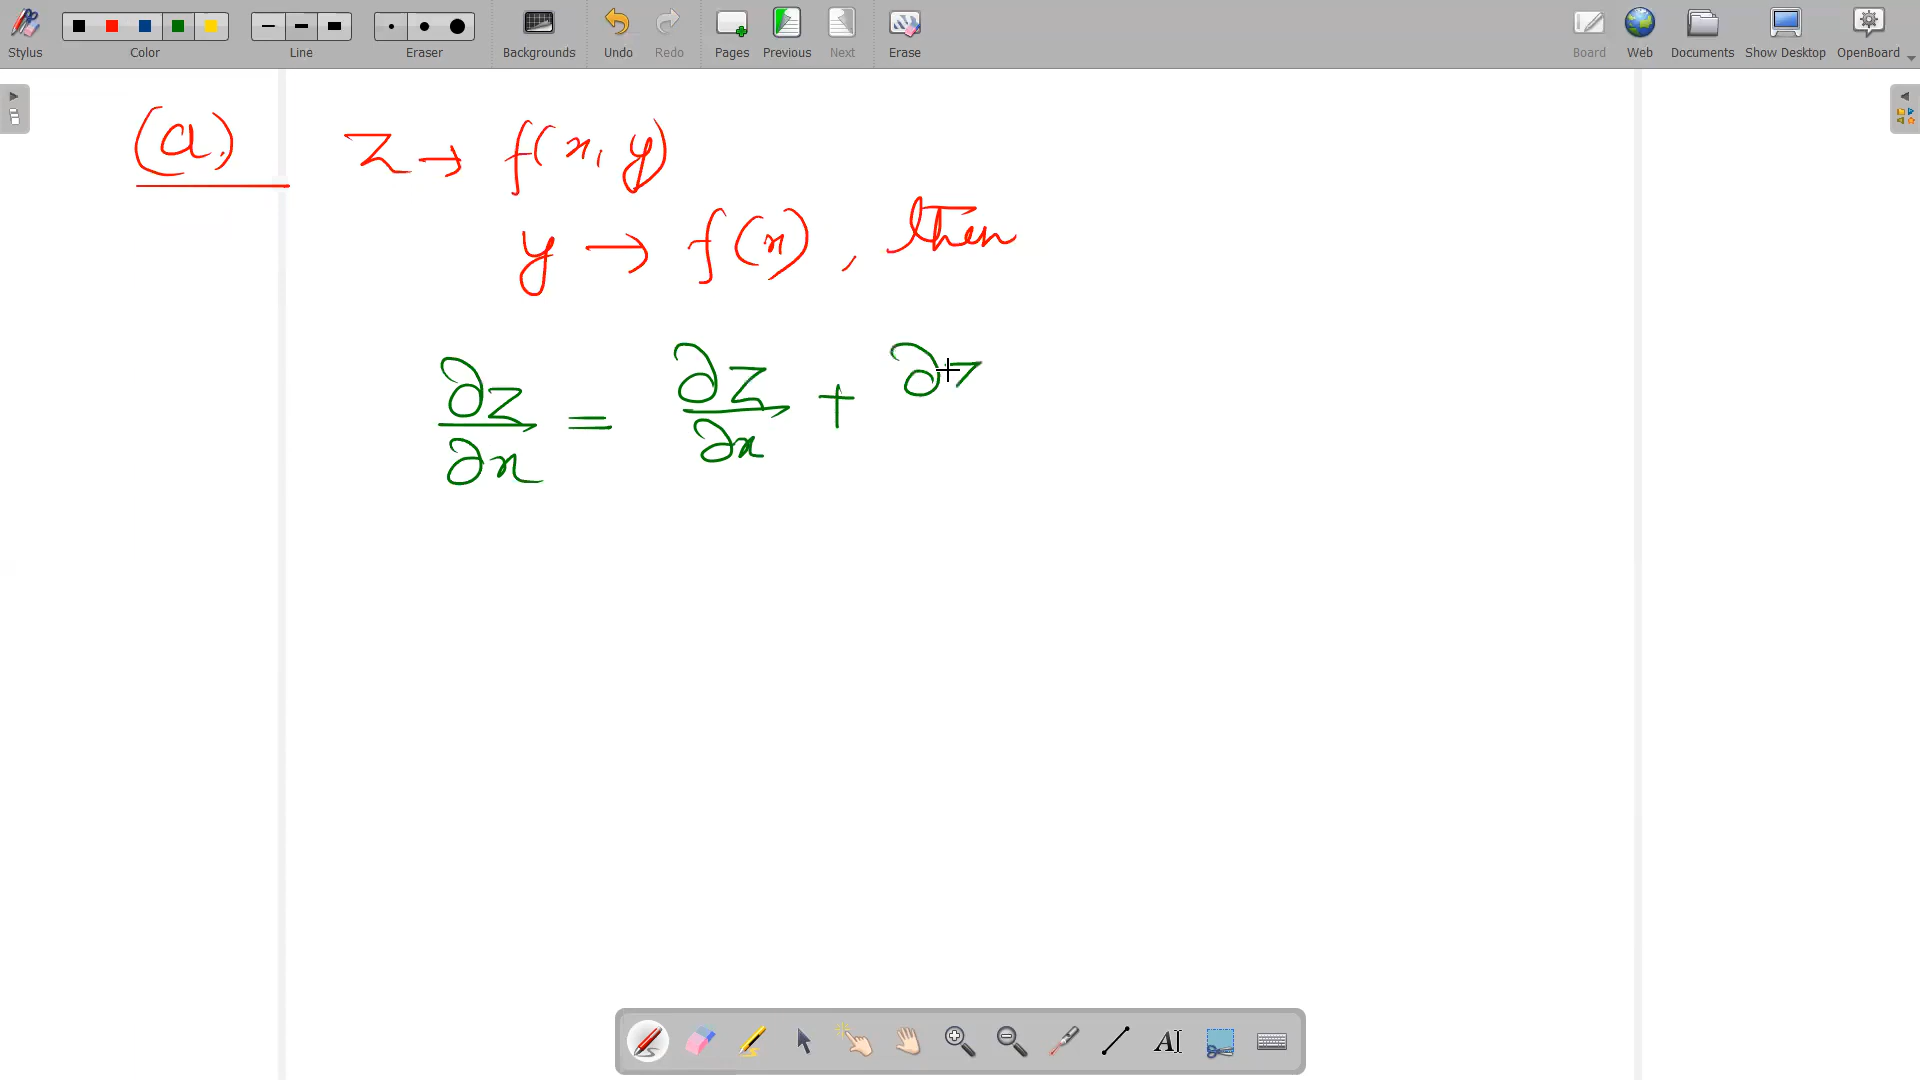 Stylus Color Line Eraser Backgrounds Undo Redo Pages Previous Next Erase Board Web Documents Show Desktop OpenBoard
(a.) z → f(x, y)
y → f(x), then
∂z/∂x = ∂z/∂x + ∂z